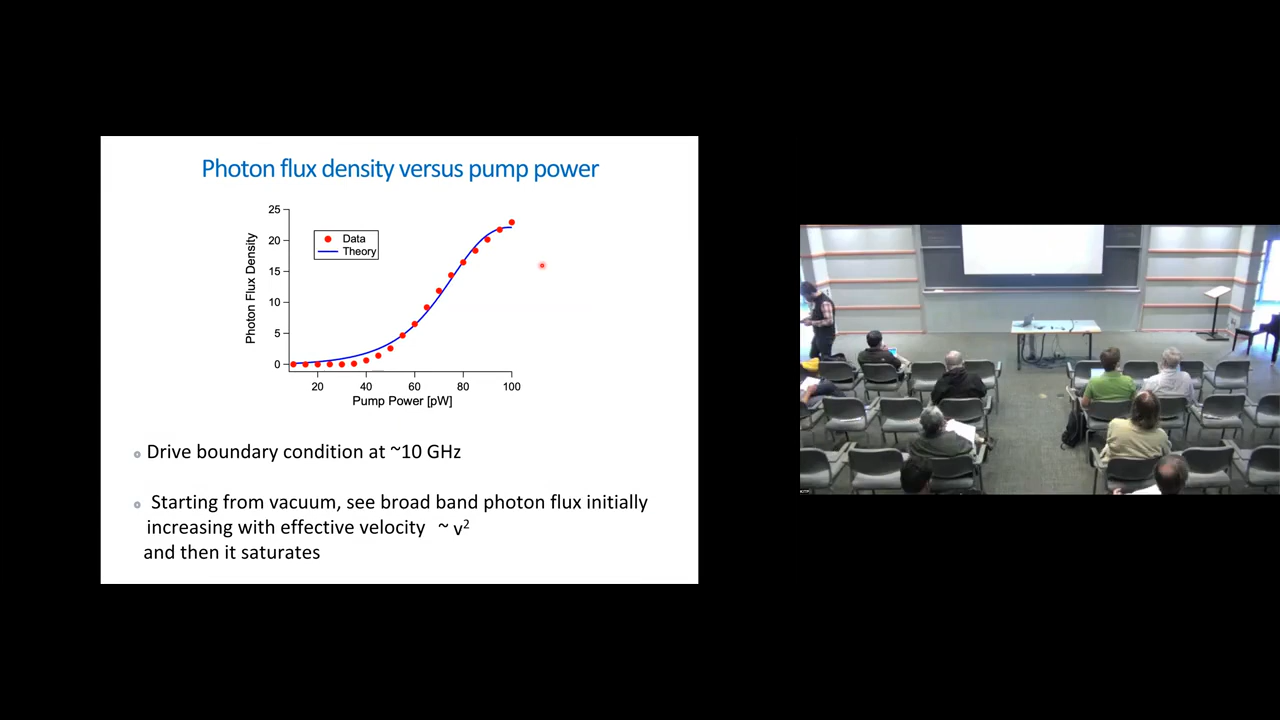 Photon flux density versus pump power
25
20
15
10
5
0
Photon Flux Density
Data
Theory
20 40 60 80 100
Pump Power [pW]
Drive boundary condition at ~10 GHz
Starting from vacuum, see broad band photon flux initially
increasing with effective velocity ~ v²
and then it saturates